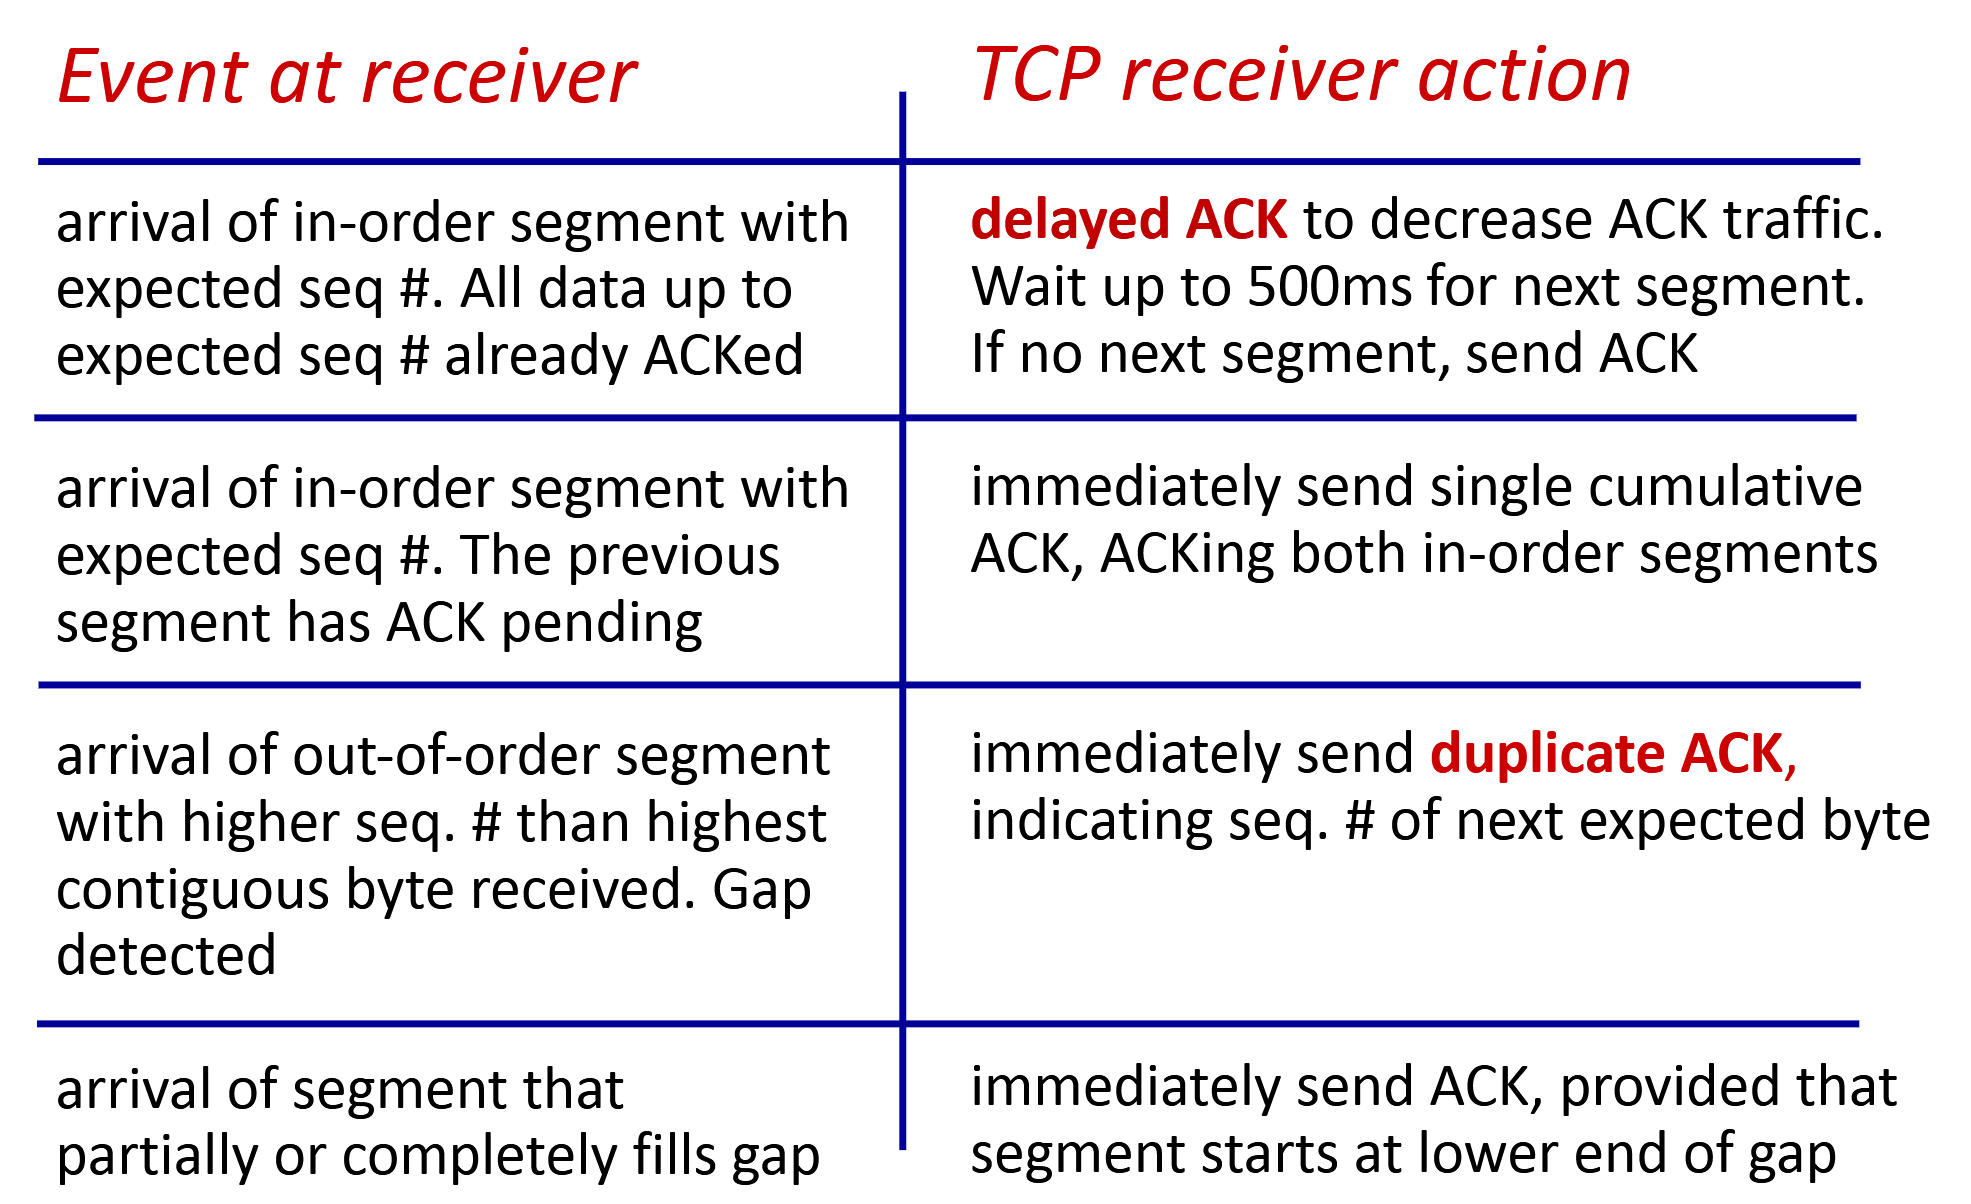 Event at receiver
TCP receiver action
arrival of in-order segment with
expected seq #. All data up to
expected seq # already ACKed
delayed ACK to decrease ACK traffic.
Wait up to 500ms for next segment.
If no next segment, send ACK
arrival of in-order segment with
expected seq #. The previous
segment has ACK pending
immediately send single cumulative
ACK, ACKing both in-order segments
arrival of out-of-order segment
with higher seq. # than highest
contiguous byte received. Gap
detected
immediately send duplicate ACK,
indicating seq. # of next expected byte
arrival of segment that
partially or completely fills gap
immediately send ACK, provided that
segment starts at lower end of gap